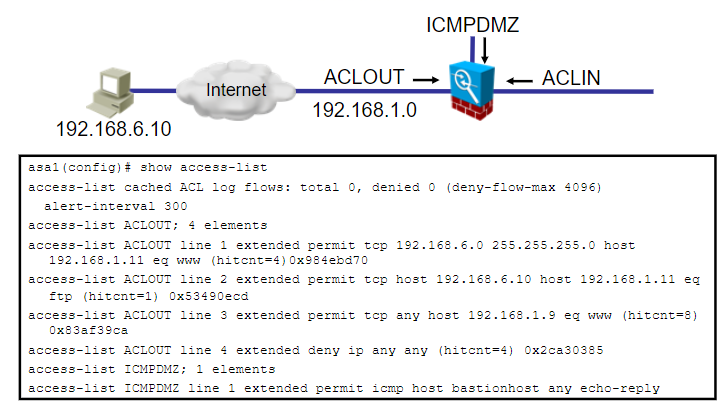 ICMPDMZ
Internet
ACLOUT
ACLIN
192.168.6.10
192.168.1.0
asa1(config)# show access-list
access-list cached ACL log flows: total 0, denied 0 (deny-flow-max 4096)
alert-interval 300
access-list ACLOUT; 4 elements
access-list ACLOUT line 1 extended permit tcp 192.168.6.0 255.255.255.0 host
192.168.1.11 eq www (hitcnt=4)0x984ebd70
access-list ACLOUT line 2 extended permit tcp host 192.168.6.10 host 192.168.1.11 eq
ftp (hitcnt=1) 0x53490ecd
access-list ACLOUT line 3 extended permit tcp any host 192.168.1.9 eq www (hitcnt=8)
0x83af39ca
access-list ACLOUT line 4 extended deny ip any any (hitcnt=4) 0x2ca30385
access-list ICMPDMZ; 1 elements
access-list ICMPDMZ line 1 extended permit icmp host bastionhost any echo-reply